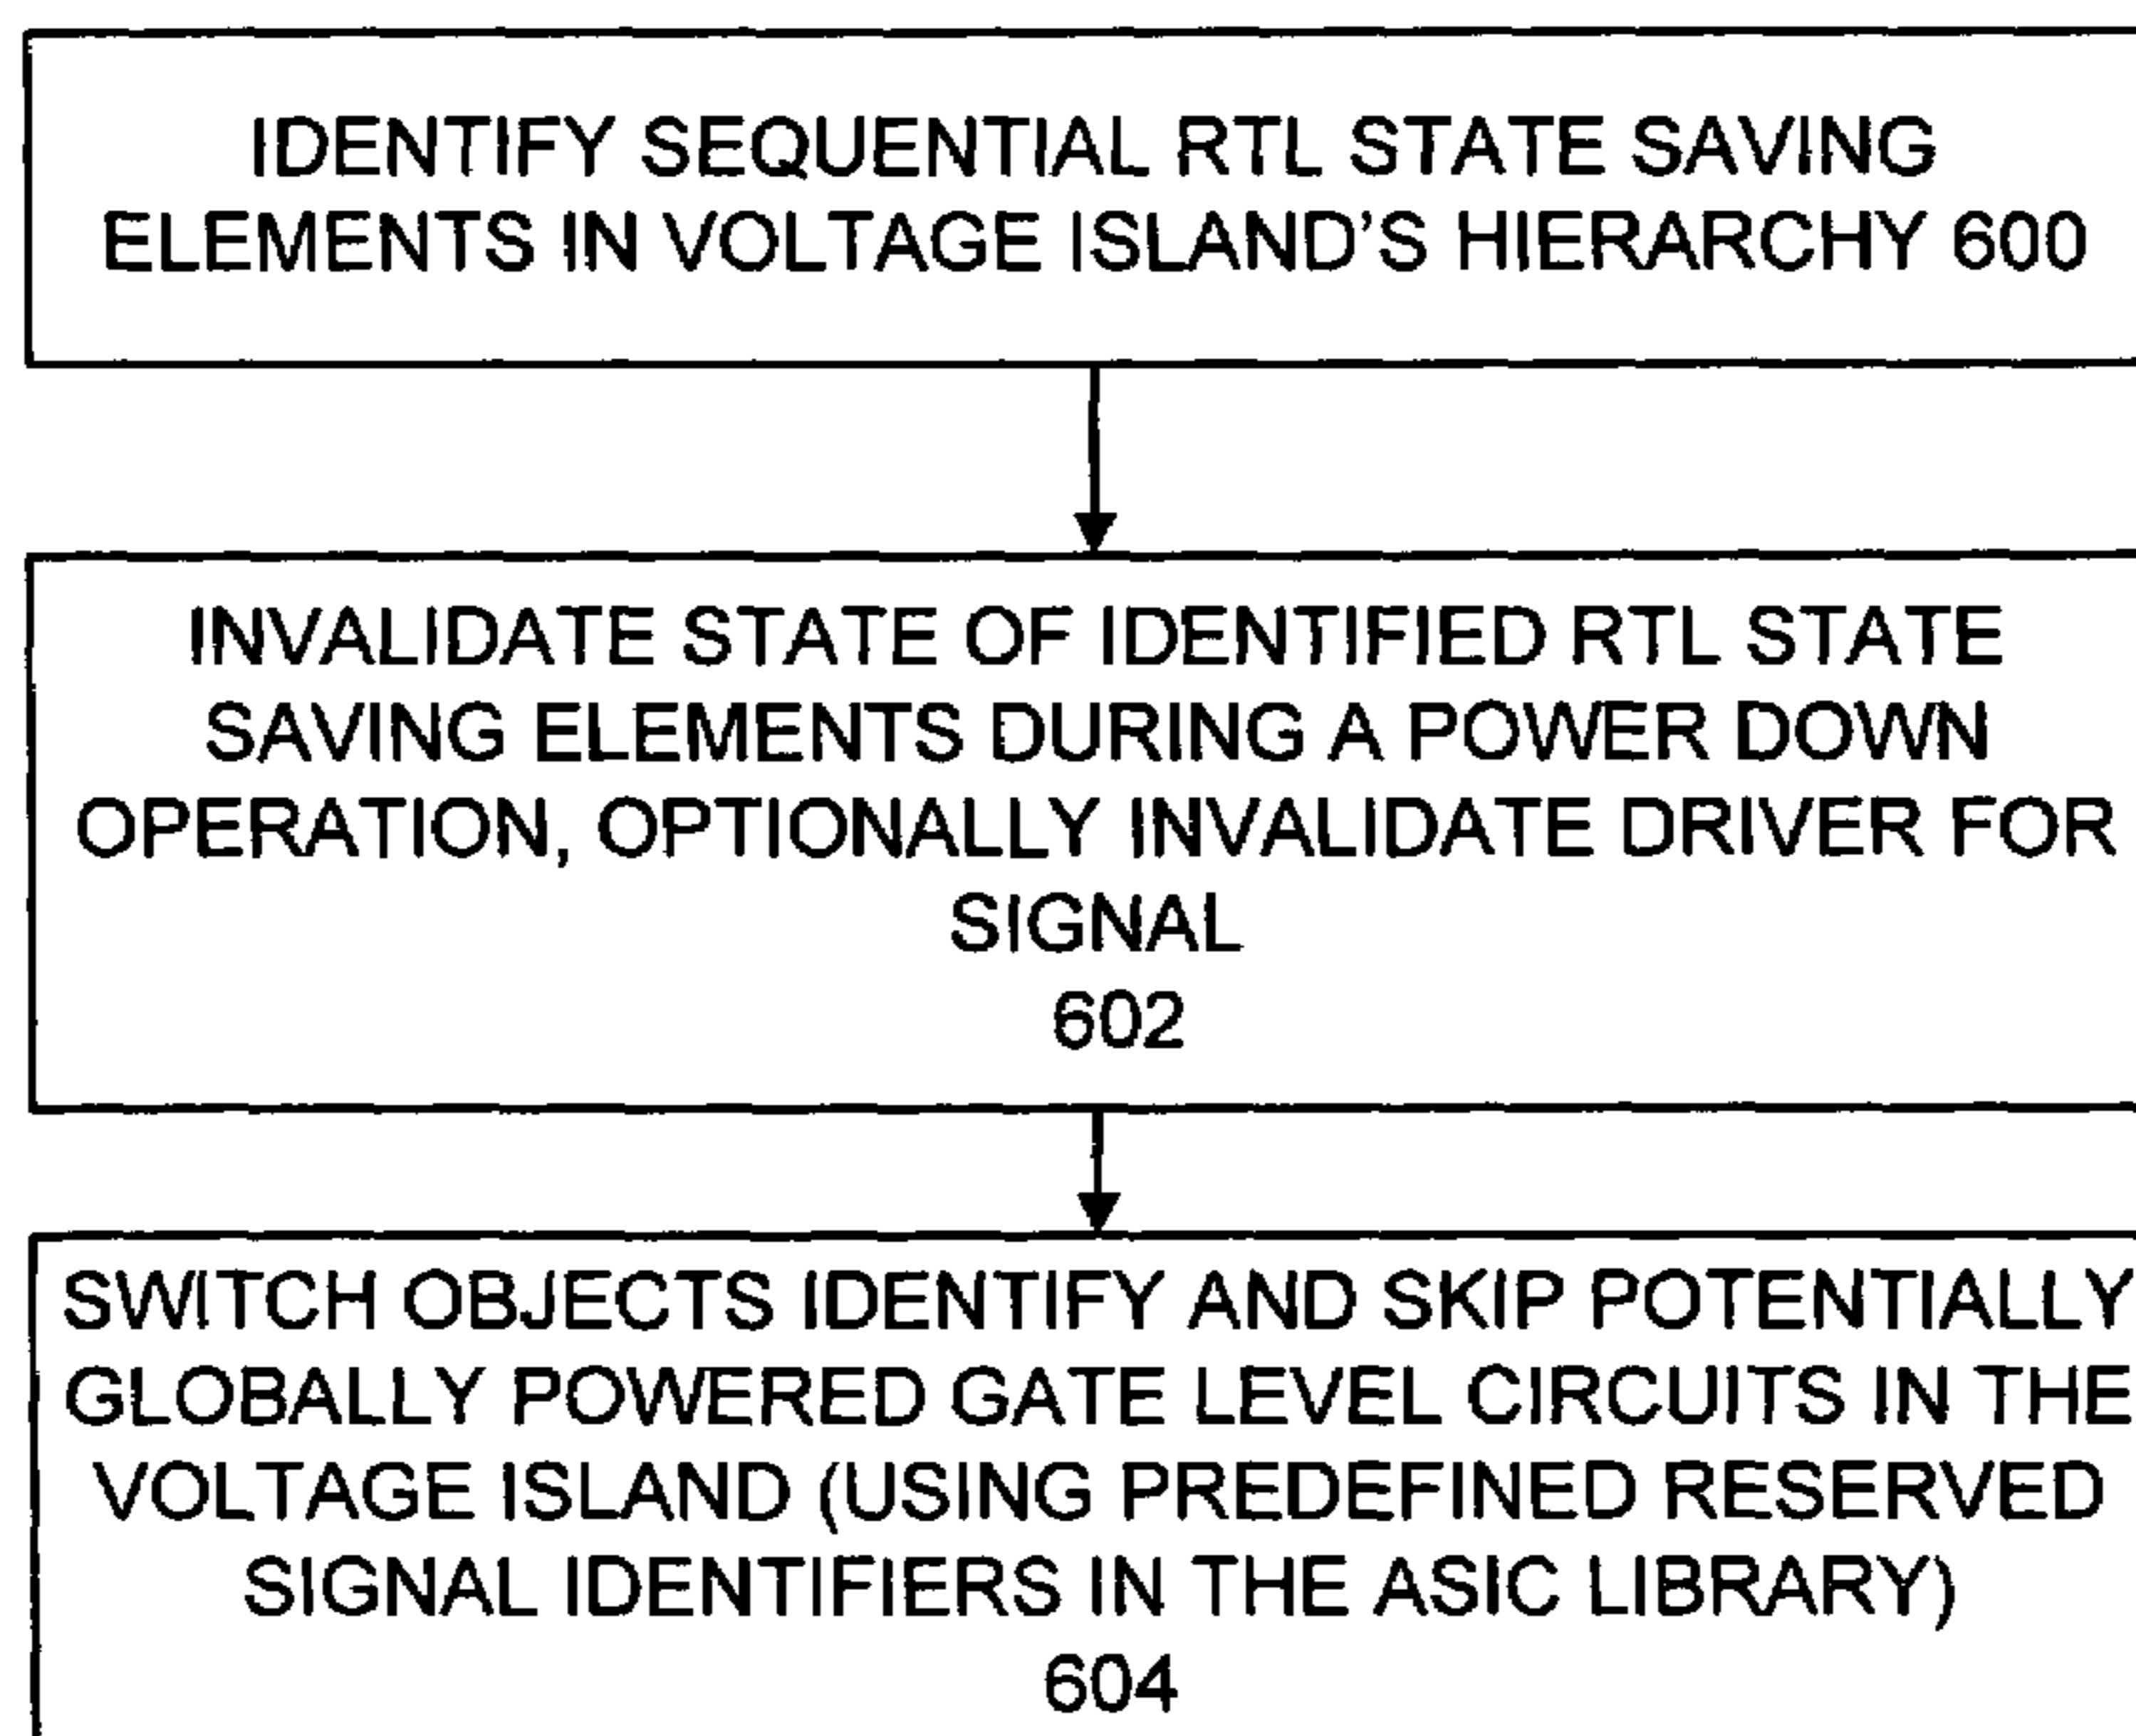 IDENTIFY SEQUENTIAL RTL STATE SAVING
ELEMENTS IN VOLTAGE ISLAND'S HIERARCHY 600
INVALIDATE STATE OF IDENTIFIED RTL STATE
SAVING ELEMENTS DURING A POWER DOWN
OPERATION, OPTIONALLY INVALIDATE DRIVER FOR
SIGNAL
602
SWITCH OBJECTS IDENTIFY AND SKIP POTENTIALLY
GLOBALLY POWERED GATE LEVEL CIRCUITS IN THE
VOLTAGE ISLAND (USING PREDEFINED RESERVED
SIGNAL IDENTIFIERS IN THE ASIC LIBRARY)
604